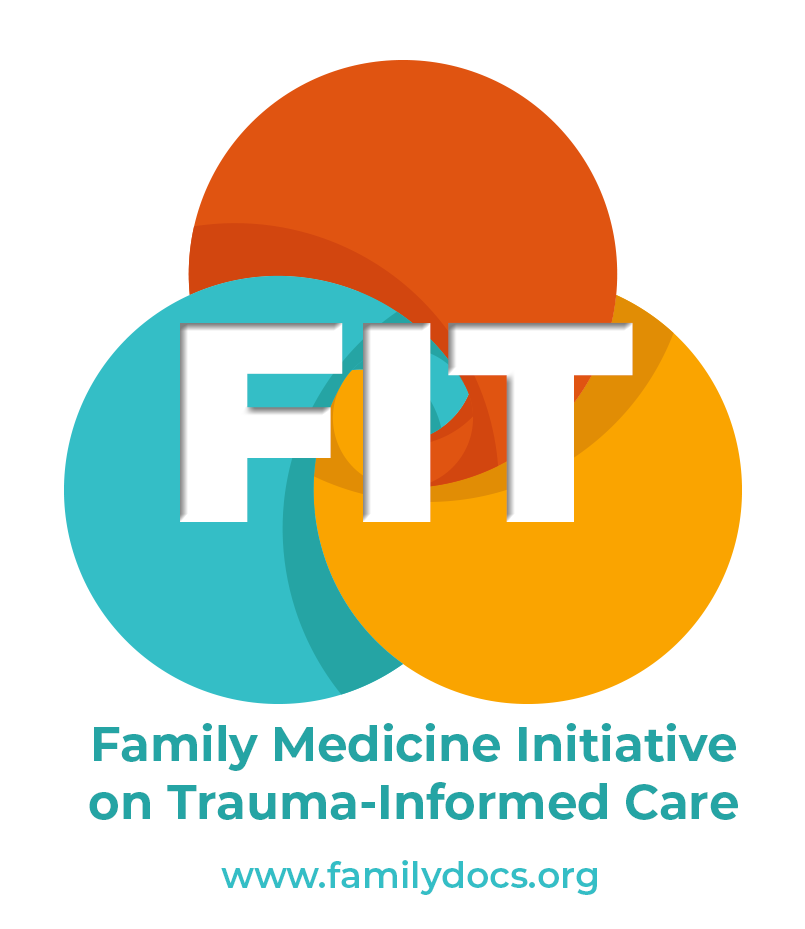 FIT
Family Medicine Initiative
on Trauma-Informed Care
www.familydocs.org